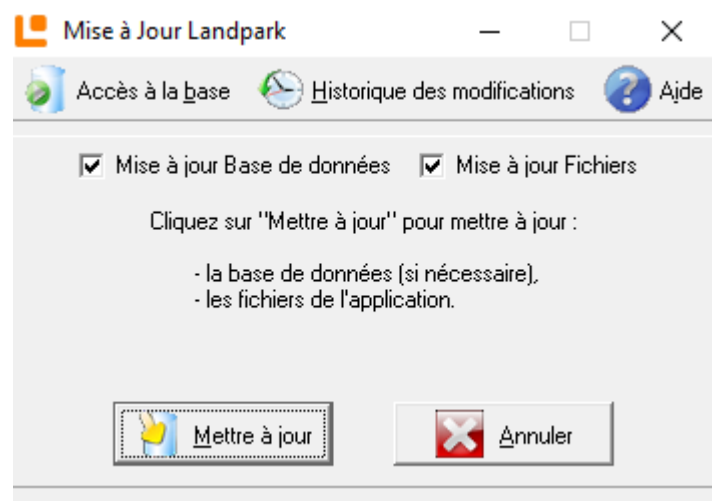 Mise à Jour Landpark
Accès à la base Historique des modifications Aide
Mise à jour Base de données Mise à jour Fichiers
Cliquez sur "Mettre à jour" pour mettre à jour :
- la base de données (si nécessaire),
- les fichiers de l'application.
Mettre à jour Annuler